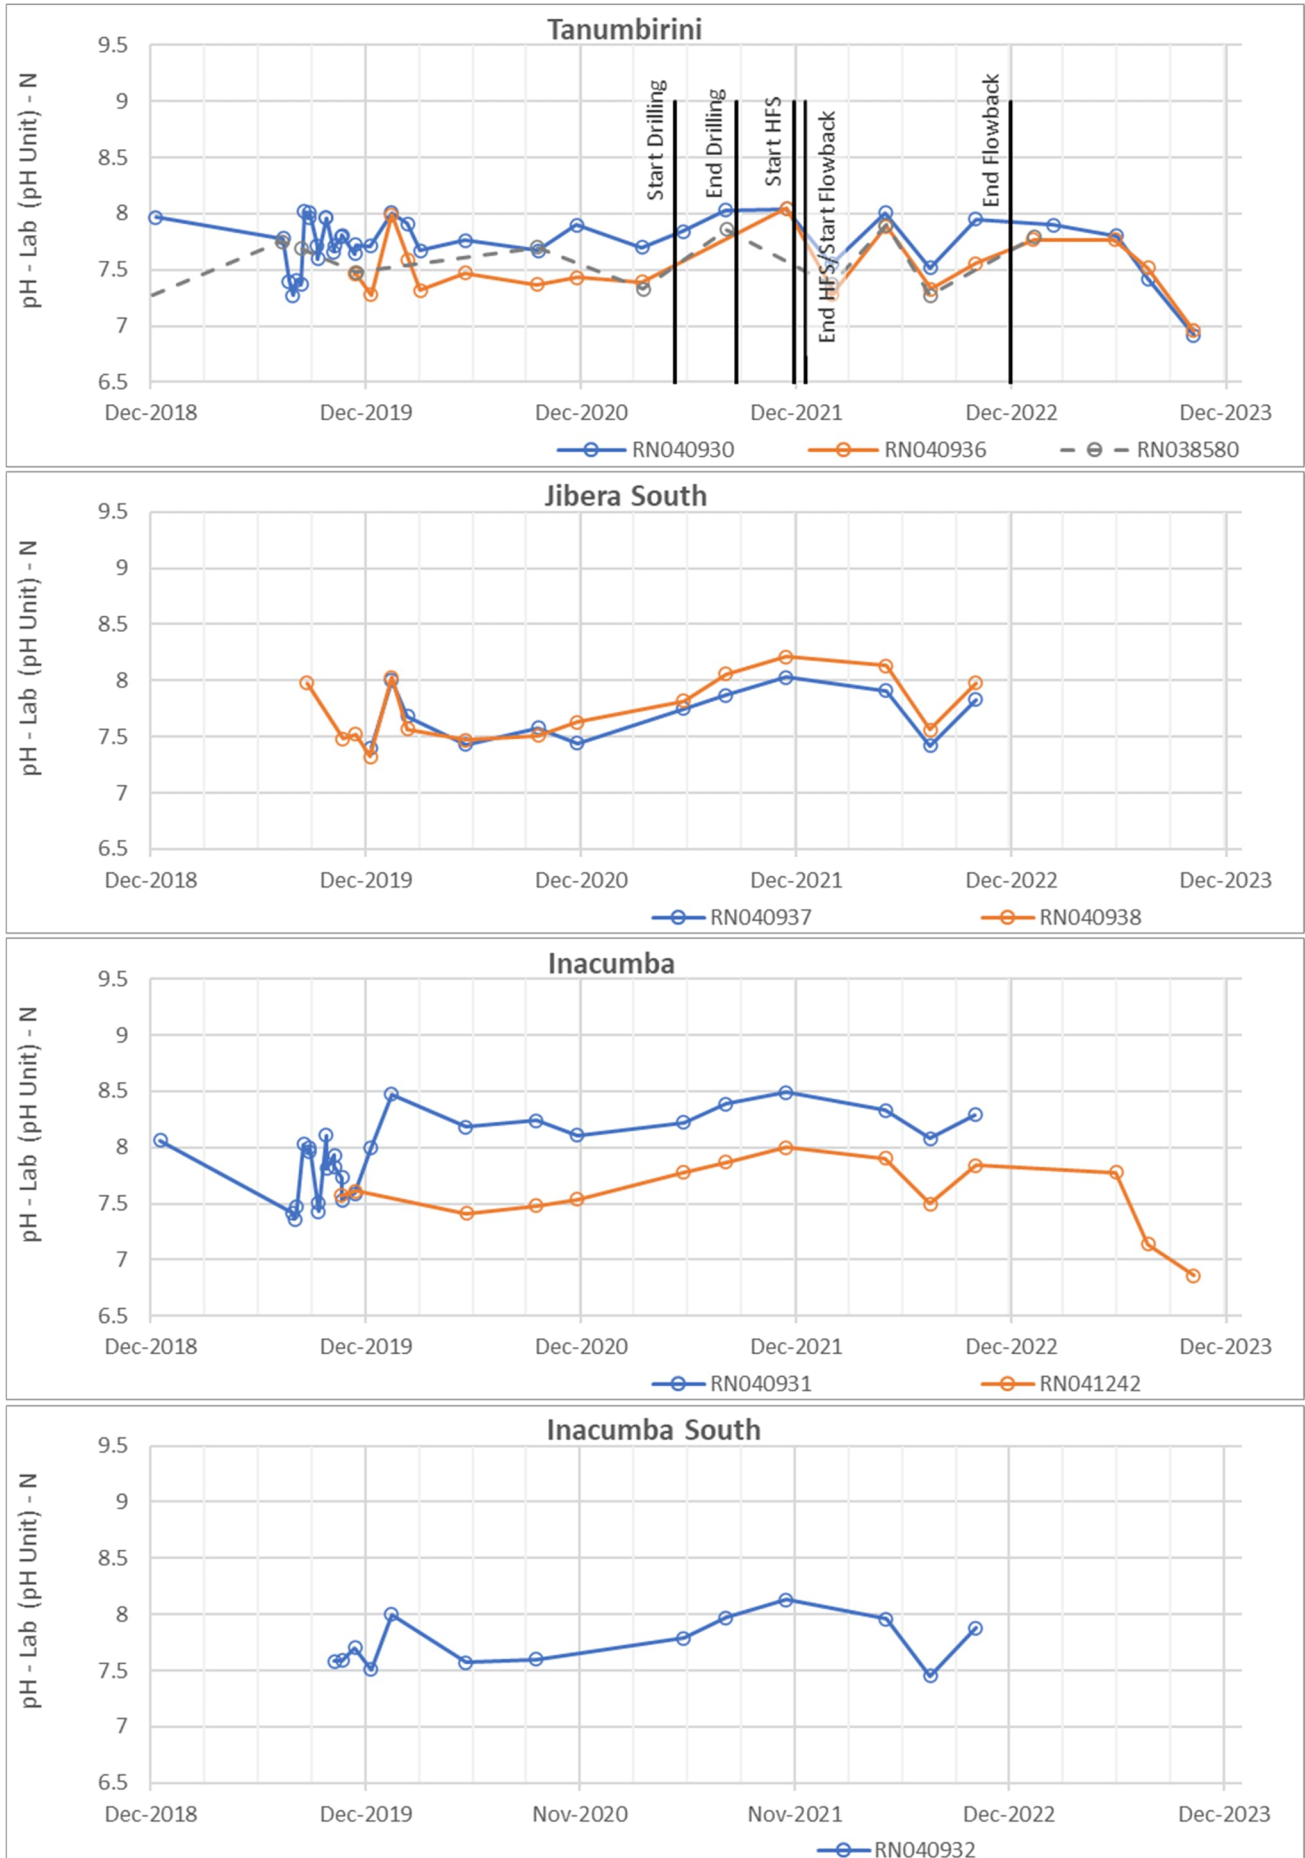 Tanumbirini
pH - Lab (pH Unit) - N
9.5
9
8.5
8
7.5
7
6.5
Start Drilling
End Drilling
Start HFS
End HFS/Start Flowback
End Flowback
Dec-2018 Dec-2019 Dec-2020 Dec-2021 Dec-2022 Dec-2023
RN040930 RN040936 RN038580
Jibera South
pH - Lab (pH Unit) - N
9.5
9
8.5
8
7.5
7
6.5
Dec-2018 Dec-2019 Dec-2020 Dec-2021 Dec-2022 Dec-2023
RN040937 RN040938
Inacumba
pH - Lab (pH Unit) - N
9.5
9
8.5
8
7.5
7
6.5
Dec-2018 Dec-2019 Dec-2020 Dec-2021 Dec-2022 Dec-2023
RN040931 RN041242
Inacumba South
pH - Lab (pH Unit) - N
9.5
9
8.5
8
7.5
7
6.5
Dec-2018 Dec-2019 Nov-2020 Nov-2021 Dec-2022 Dec-2023
RN040932